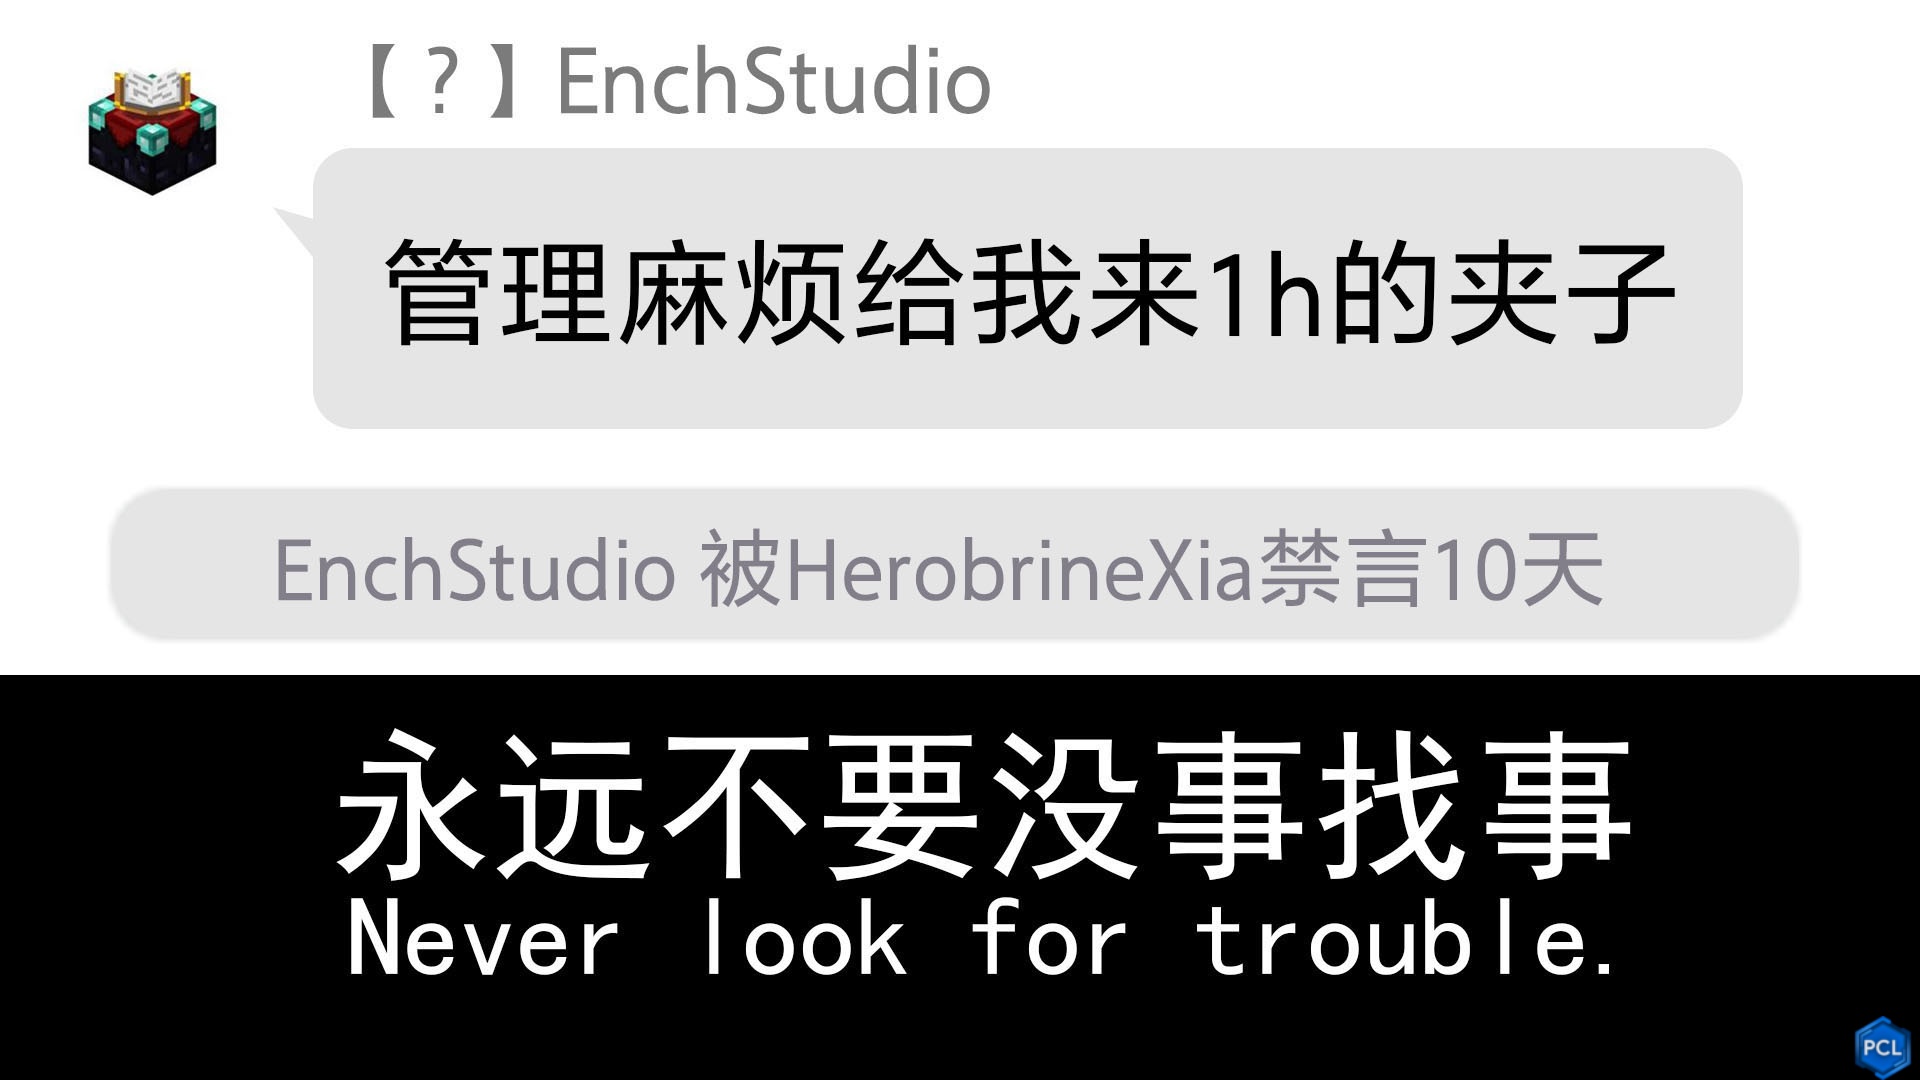 【?】EnchStudio
管理麻烦给我来1h的夹子
EnchStudio 被HerobrineXia禁言10天
永远不要没事找事
Never look for trouble.
PCL